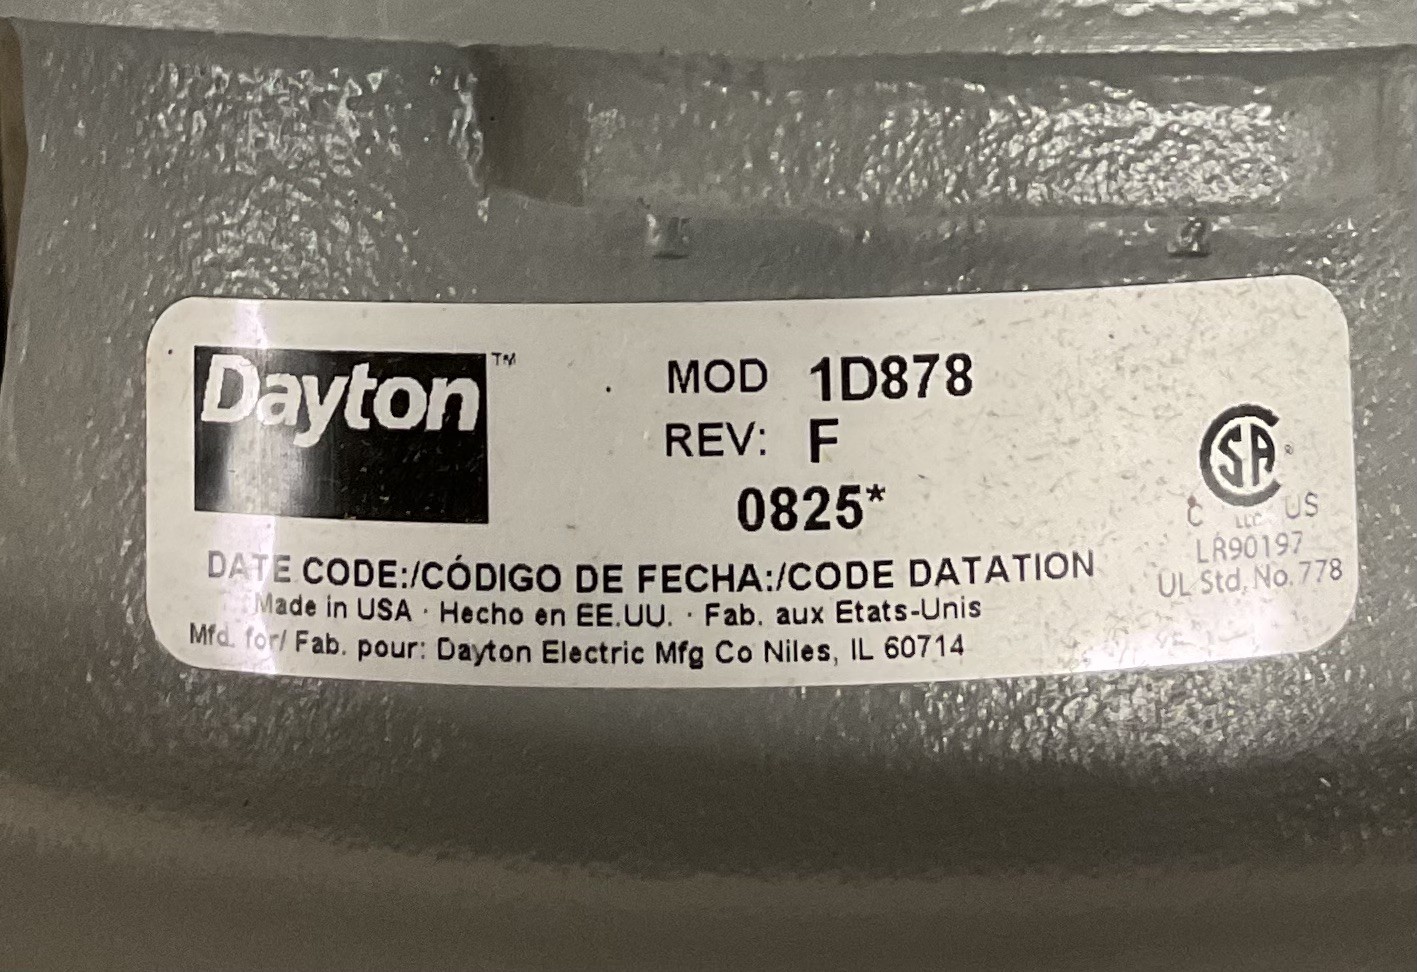 Dayton™
MOD 1D878
REV: F
0825*
DATE CODE:/CÓDIGO DE FECHA:/CODE DATATION
Made in USA · Hecho en EE.UU. · Fab. aux Etats-Unis
Mfd. for/ Fab. pour: Dayton Electric Mfg Co Niles, IL 60714
SA®
C LLC US
LR90197
UL Std, No. 778